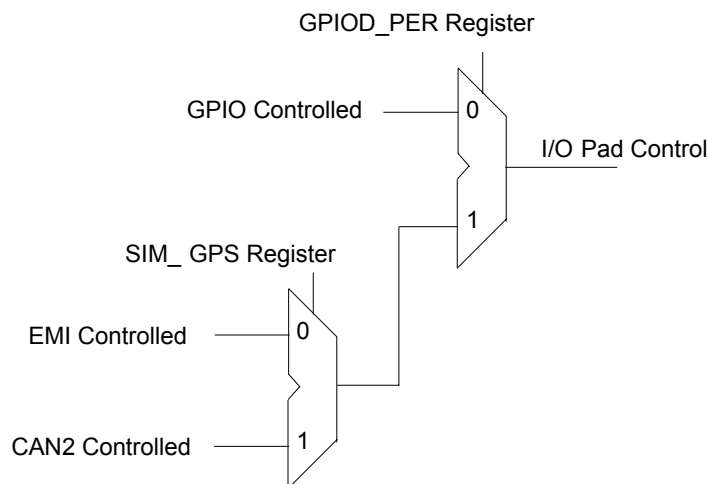 GPIOD_PER Register
GPIO Controlled
0
I/O Pad Control
1
SIM_ GPS Register
EMI Controlled
0
CAN2 Controlled
1